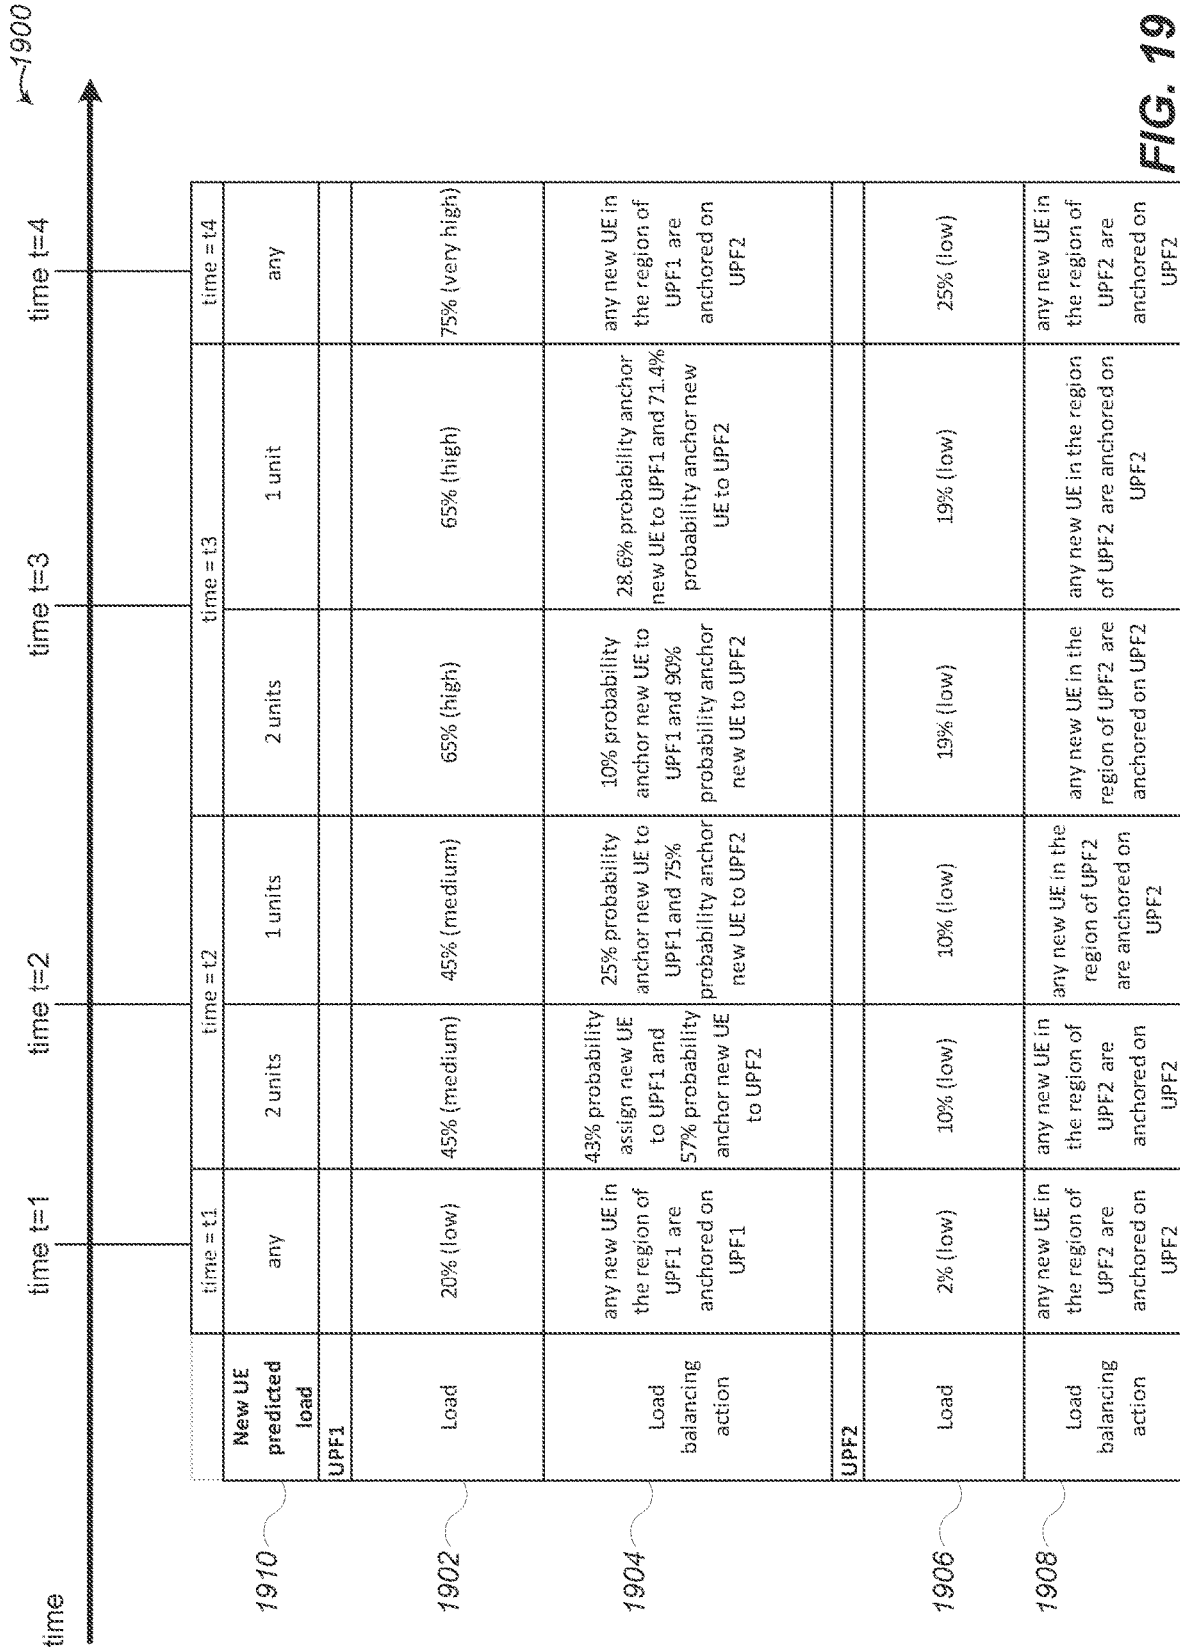 1900
time
time t=1
time t=2
time t=3
time t=4
time = t1
time = t2
time = t3
time = t4
1910
New UE
predicted
load
any
2 units
1 units
2 units
1 unit
any
UPF1
1902
Load
20% (low)
45% (medium)
45% (medium)
65% (high)
65% (high)
75% (very high)
1904
Load
balancing
action
any new UE in
the region of
UPF1 are
anchored on
UPF1
43% probability
assign new UE
to UPF1 and
57% probability
anchor new UE
to UPF2
25% probability
anchor new UE to
UPF1 and 75%
probability anchor
new UE to UPF2
10% probability
anchor new UE to
UPF1 and 90%
probability anchor
new UE to UPF2
28.6% probability anchor
new UE to UPF1 and 71.4%
probability anchor new
UE to UPF2
any new UE in
the region of
UPF1 are
anchored on
UPF2
UPF2
1906
Load
2% (low)
10% (low)
10% (low)
19% (low)
19% (low)
25% (low)
1908
Load
balancing
action
any new UE in
the region of
UPF2 are
anchored on
UPF2
any new UE in
the region of
UPF2 are
anchored on
UPF2
any new UE in the
region of UPF2
are anchored on
UPF2
any new UE in the
region of UPF2 are
anchored on UPF2
any new UE in the region
of UPF2 are anchored on
UPF2
any new UE in
the region of
UPF2 are
anchored on
UPF2
FIG. 19